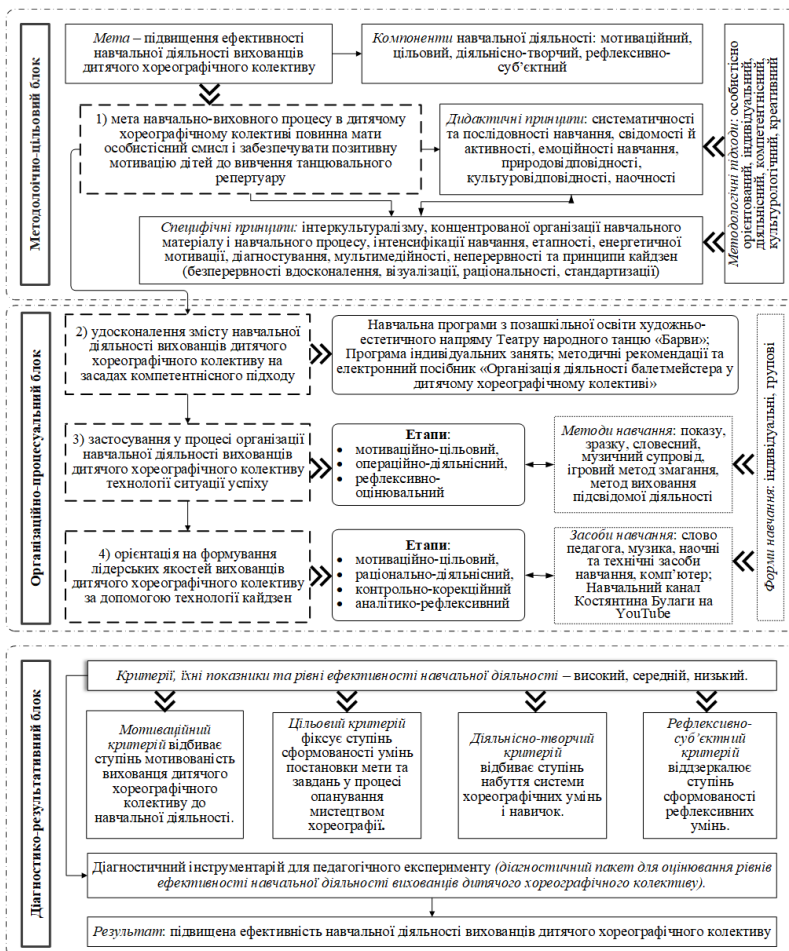 Методологічно-цільовий блок
Мета – підвищення ефективності
навчальної діяльності вихованців
дитячого хореографічного колективу
Компоненти навчальної діяльності: мотиваційний,
цільовий, діяльнісно-творчий, рефлексивно-
суб’єктний
1) мета навчально-виховного процесу в дитячому
хореографічному колективі повинна мати
особистісний смисл і забезпечувати позитивну
мотивацію дітей до вивчення танцювального
репертуару
Дидактичні принципи: систематичності
та послідовності навчання, свідомості й
активності, емоційності навчання,
природовідповідності,
культуровідповідності, наочності
Специфічні принципи: інтеркультуралізму, концентрованої організації навчального
матеріалу і навчального процесу, інтенсифікації навчання, етапності, енергетичної
мотивації, діагностування, мультимедійності, неперервності та принципи кайдзен
(безперервності вдосконалення, візуалізації, раціональності, стандартизації)
Методологічні підходи: особистісно
орієнтований, індивідуальний,
діяльнісний, компетентнісний,
культурологічний, креативний
Організаційно-процесуальний блок
2) удосконалення змісту навчальної
діяльності вихованців дитячого
хореографічного колективу на
засадах компетентнісного підходу
Навчальна програми з позашкільної освіти художньо-
естетичного напряму Театру народного танцю «Барви»;
Програма індивідуальних занять; методичні рекомендації та
електронний посібник «Організація діяльності балетмейстера у
дитячому хореографічному колективі»
3) застосування у процесі організації
навчальної діяльності вихованців
дитячого хореографічного колективу
технології ситуації успіху
Етапи:
• мотиваційно-цільовий,
• операційно-діяльнісний,
• рефлексивно-
оцінювальний
Методи навчання: показу,
зразку, словесний,
музичний супровід,
ігровий метод змагання,
метод виховання
підсвідомої діяльності
4) орієнтація на формування
лідерських якостей вихованців
дитячого хореографічного колективу
за допомогою технології кайдзен
Етапи:
• мотиваційно-цільовий,
• раціонально-діяльнісний,
• контрольно-корекційний
• аналітико-рефлексивний
Засоби навчання: слово
педагога, музика, наочні
та технічні засоби
навчання, комп’ютер;
Навчальний канал
Костянтина Булаги на
YouTube
Форми навчання: індивідуальні, групові
Діагностико-результативний блок
Критерії, їхні показники та рівні ефективності навчальної діяльності – високий, середній, низький.
Мотиваційний
критерій відбиває
ступінь мотивованість
вихованця дитячого
хореографічного
колективу до
навчальної діяльності.
Цільовий критерій
фіксує ступінь
сформованості умінь
постановки мети та
завдань у процесі
опанування
мистецтвом
хореографії.
Діяльнісно-творчий
критерій
відбиває ступінь
набуття системи
хореографічних умінь
і навичок.
Рефлексивно-
суб’єктний
критерій
віддзеркалює
ступінь
сформованості
рефлексивних
умінь.
Діагностичний інструментарій для педагогічного експерименту (діагностичний пакет для оцінювання рівнів
ефективності навчальної діяльності вихованців дитячого хореографічного колективу).
Результат: підвищена ефективність навчальної діяльності вихованців дитячого хореографічного колективу